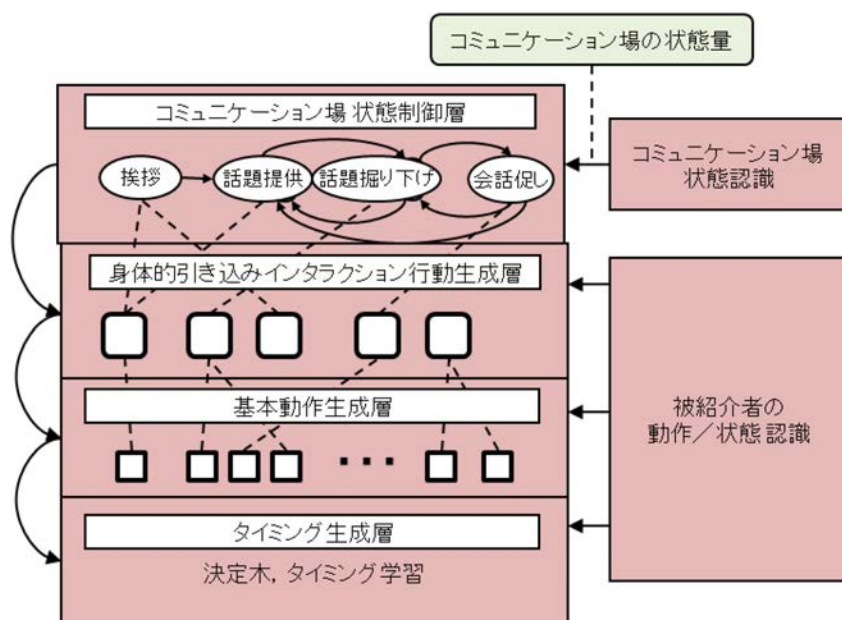 コミュニケーション場の状態量
コミュニケーション場 状態制御層
挨拶
話題提供
話題掘り下げ
会話促し
コミュニケーション場
状態認識
身体的引き込みインタラクション行動生成層
基本動作生成層
・・・
被紹介者の
動作／状態認識
タイミング生成層
決定木, タイミング学習